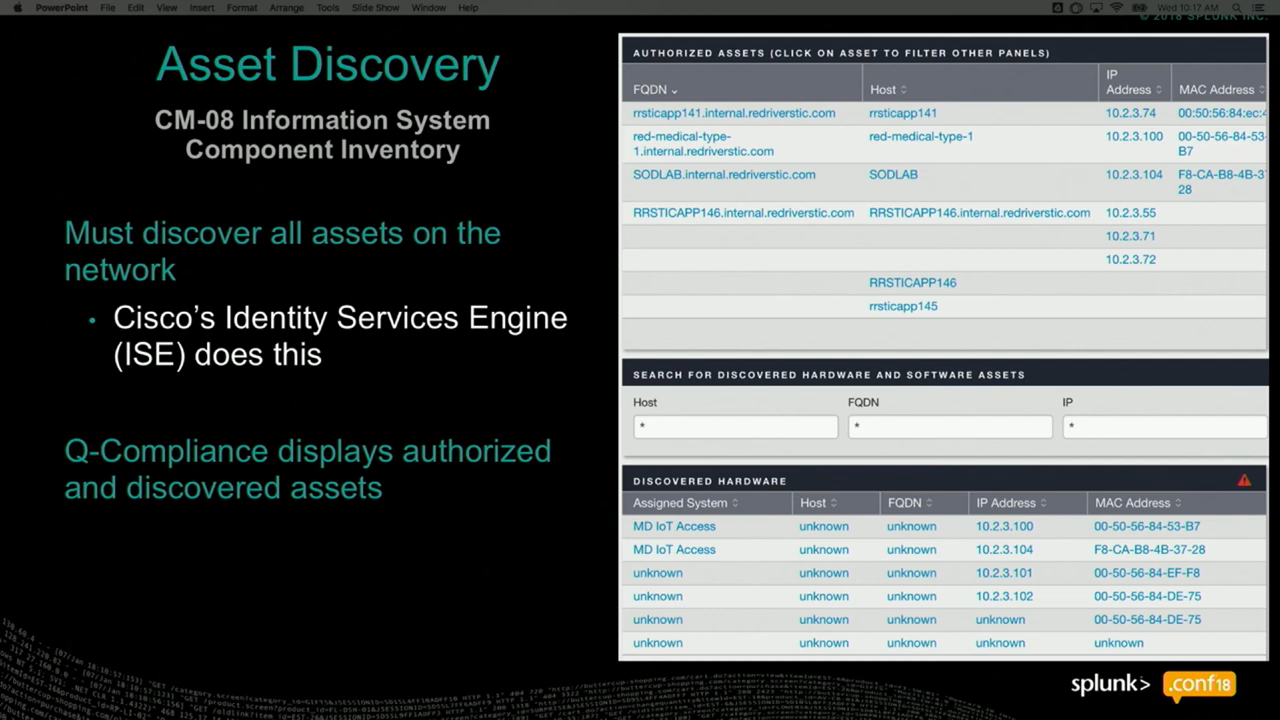 PowerPoint File Edit View Insert Format Arrange Tools Slide Show Window Help Wed 10:17 AM
© 2018 SPLUNK INC.
Asset Discovery
CM-08 Information System
Component Inventory
Must discover all assets on the
network
• Cisco’s Identity Services Engine
(ISE) does this
Q-Compliance displays authorized
and discovered assets
AUTHORIZED ASSETS (CLICK ON ASSET TO FILTER OTHER PANELS)
FQDN Host IP Address MAC Address
rrsticapp141.internal.redriverstic.com rrsticapp141 10.2.3.74 00:50:56:84:ec:4
red-medical-type- red-medical-type-1 10.2.3.100 00-50-56-84-53-
1.internal.redriverstic.com B7
SODLAB.internal.redriverstic.com SODLAB 10.2.3.104 F8-CA-B8-4B-3
28
RRSTICAPP146.internal.redriverstic.com RRSTICAPP146.internal.redriverstic.com 10.2.3.55
10.2.3.71
10.2.3.72
RRSTICAPP146
rrsticapp145
SEARCH FOR DISCOVERED HARDWARE AND SOFTWARE ASSETS
Host FQDN IP
* * *
DISCOVERED HARDWARE
Assigned System Host FQDN IP Address MAC Address
MD IoT Access unknown unknown 10.2.3.100 00-50-56-84-53-B7
MD IoT Access unknown unknown 10.2.3.104 F8-CA-B8-4B-37-28
unknown unknown unknown 10.2.3.101 00-50-56-84-EF-F8
unknown unknown unknown 10.2.3.102 00-50-56-84-DE-75
unknown unknown unknown unknown 00-50-56-84-DE-75
unknown unknown unknown unknown unknown
splunk> .conf18